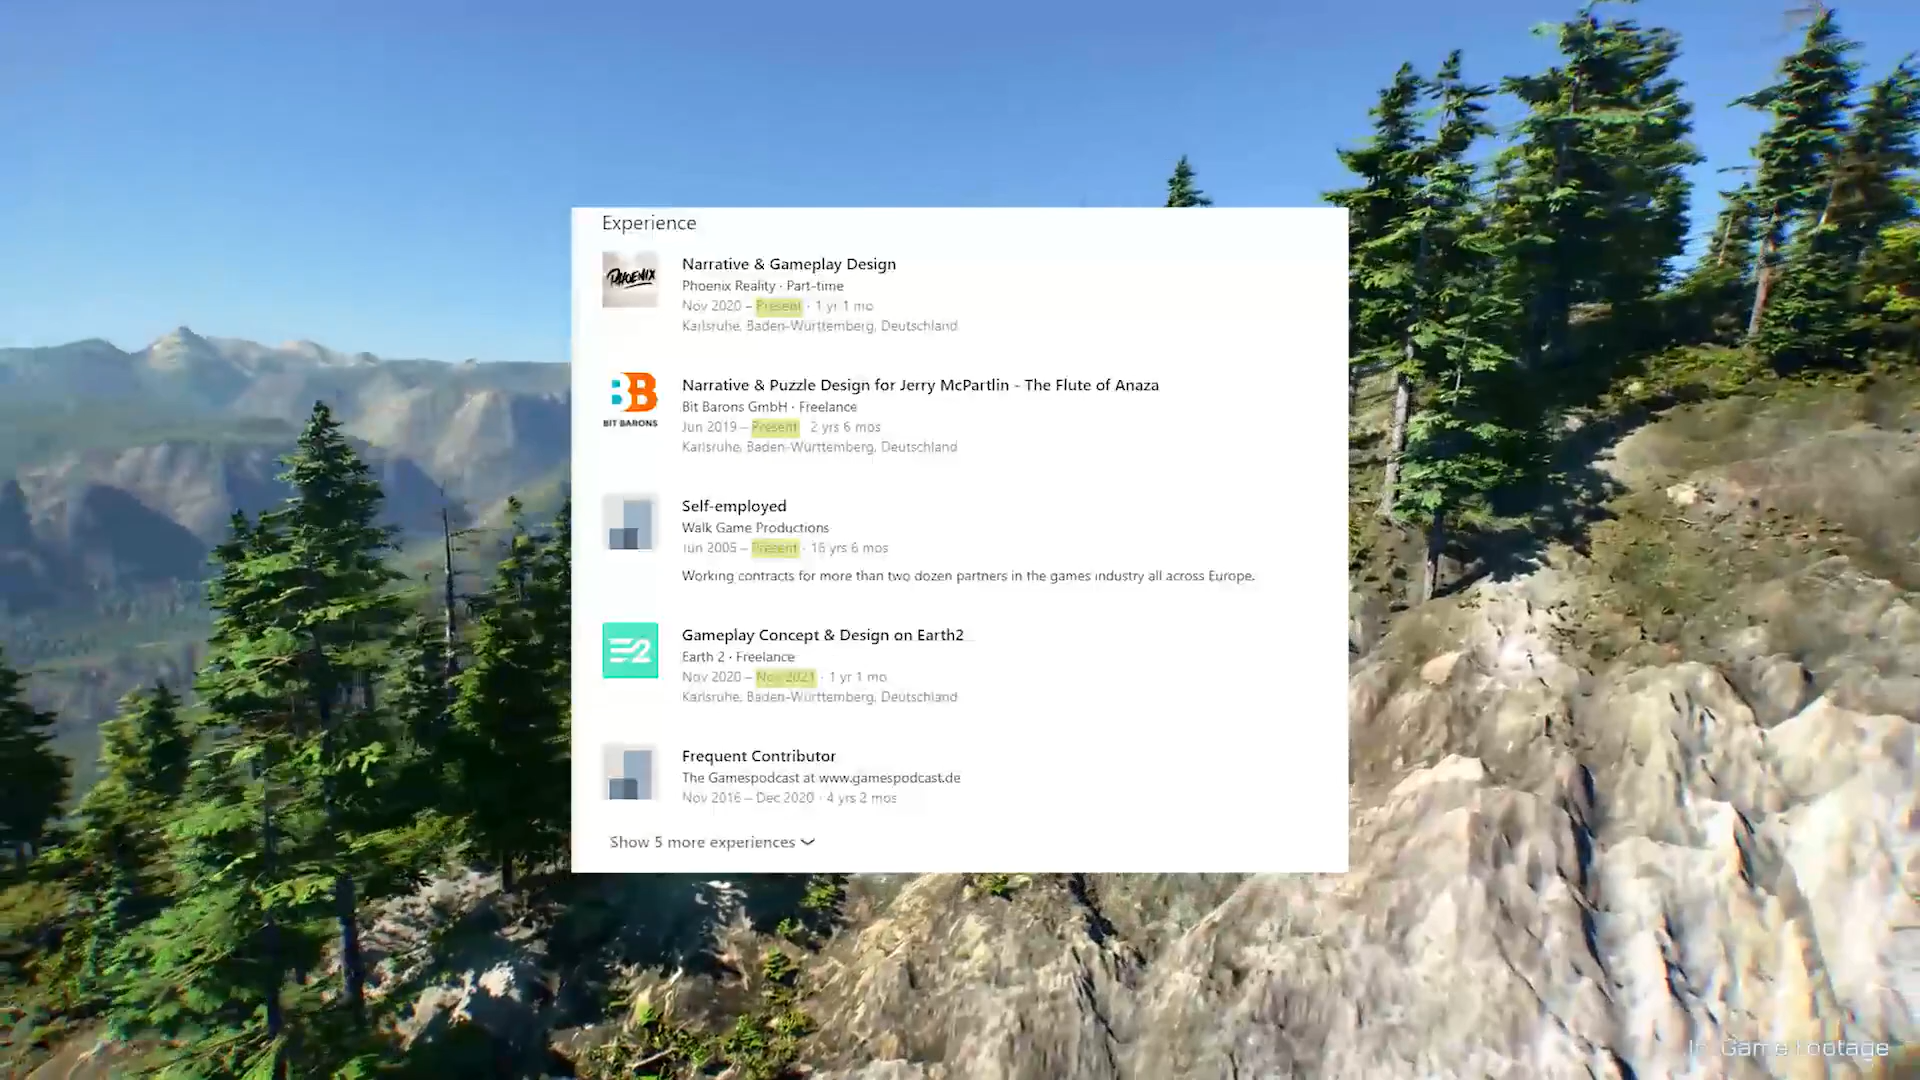 Experience
PHOENIX
Narrative & Gameplay Design
Phoenix Reality · Part-time
Nov 2020 – Present · 1 yr 1 mo
Karlsruhe, Baden-Württemberg, Deutschland
BB
BIT BARONS
Narrative & Puzzle Design for Jerry McPartlin - The Flute of Anaza
Bit Barons GmbH · Freelance
Jun 2019 – Present · 2 yrs 6 mos
Karlsruhe, Baden-Württemberg, Deutschland
Self-employed
Walk Game Productions
Jun 2005 – Present · 16 yrs 6 mos
Working contracts for more than two dozen partners in the games industry all across Europe.
E2
Gameplay Concept & Design on Earth2
Earth 2 · Freelance
Nov 2020 – Nov 2021 · 1 yr 1 mo
Karlsruhe, Baden-Württemberg, Deutschland
Frequent Contributor
The Gamespodcast at www.gamespodcast.de
Nov 2016 – Dec 2020 · 4 yrs 2 mos
Show 5 more experiences
In Game Footage